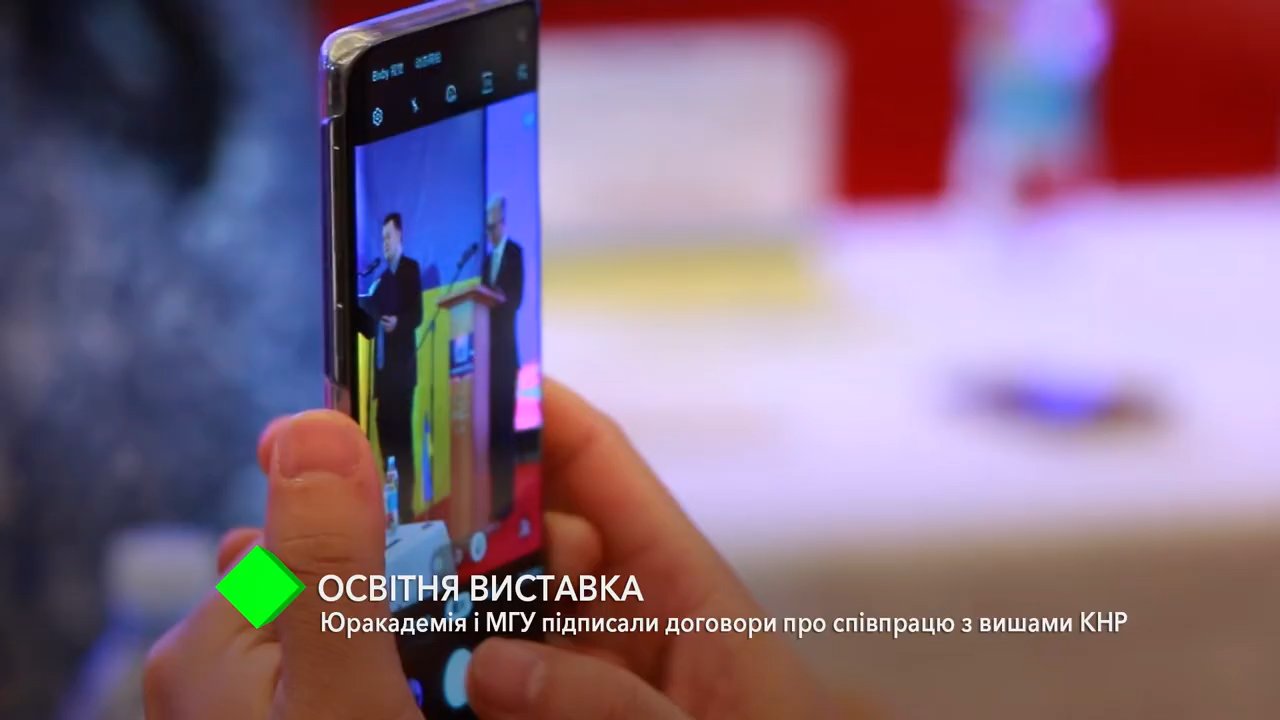 ОСВІТНЯ ВИСТАВКА
Юракадемія і МГУ підписали договори про співпрацю з вишами КНР